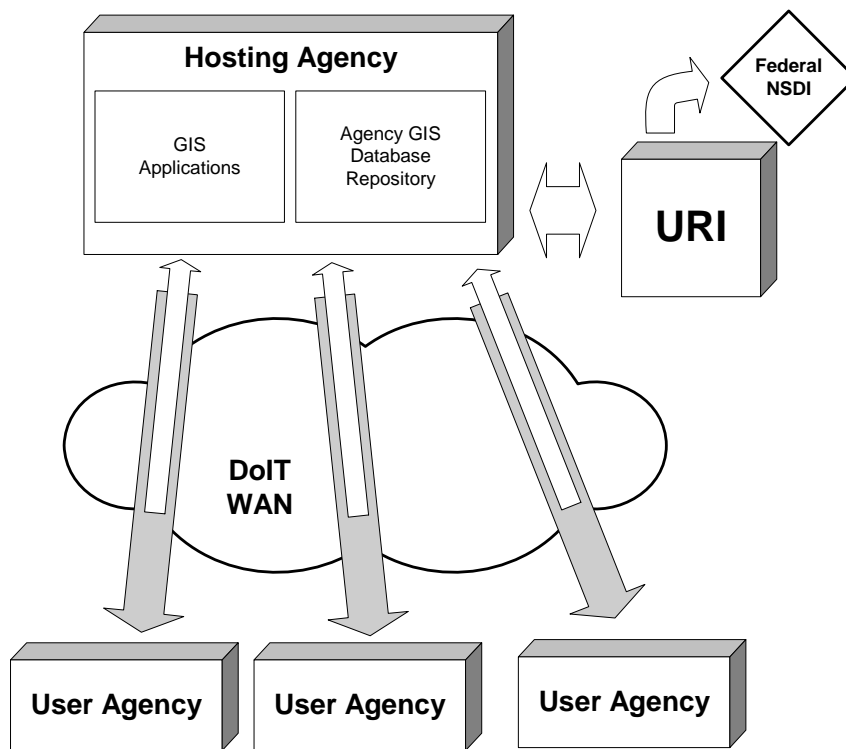 Hosting Agency
GIS
Applications
Agency GIS
Database
Repository
Federal
NSDI
URI
DoIT
WAN
User Agency
User Agency
User Agency